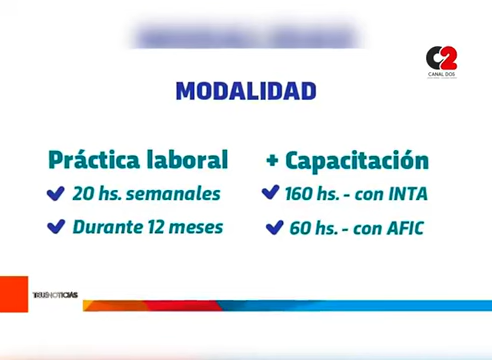 C2
CANAL DOS
MODALIDAD
Práctica laboral
20 hs. semanales
Durante 12 meses
+ Capacitación
160 hs. - con INTA
60 hs. - con AFIC
TELENOTICIAS